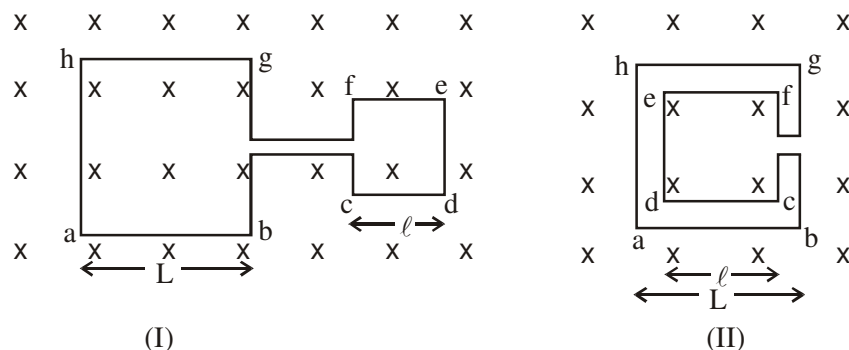 x x x x x x x x x x x
h g h g
x x x x x x x
f e x e f x x x
x x x x x x x
c d x d c x x x
a b a b
x x x x x x x x x x x
L ℓ ℓ
L
(I) (II)